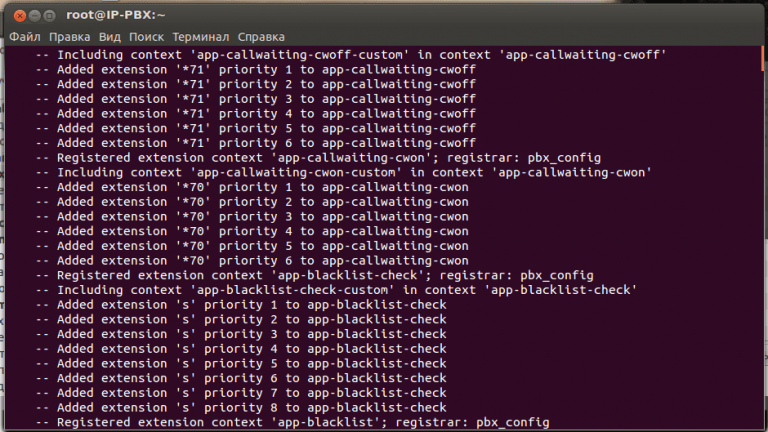 root@IP-PBX: ~
Файл Правка Вид Поиск Терминал Справка
-- Including context 'app-callwaiting-cwoff-custom' in context 'app-callwaiting-cwoff'
-- Added extension '*71' priority 1 to app-callwaiting-cwoff
-- Added extension '*71' priority 2 to app-callwaiting-cwoff
-- Added extension '*71' priority 3 to app-callwaiting-cwoff
-- Added extension '*71' priority 4 to app-callwaiting-cwoff
-- Added extension '*71' priority 5 to app-callwaiting-cwoff
-- Added extension '*71' priority 6 to app-callwaiting-cwoff
-- Registered extension context 'app-callwaiting-cwon'; registrar: pbx_config
-- Including context 'app-callwaiting-cwon-custom' in context 'app-callwaiting-cwon'
-- Added extension '*70' priority 1 to app-callwaiting-cwon
-- Added extension '*70' priority 2 to app-callwaiting-cwon
-- Added extension '*70' priority 3 to app-callwaiting-cwon
-- Added extension '*70' priority 4 to app-callwaiting-cwon
-- Added extension '*70' priority 5 to app-callwaiting-cwon
-- Added extension '*70' priority 6 to app-callwaiting-cwon
-- Registered extension context 'app-blacklist-check'; registrar: pbx_config
-- Including context 'app-blacklist-check-custom' in context 'app-blacklist-check'
-- Added extension 's' priority 1 to app-blacklist-check
-- Added extension 's' priority 2 to app-blacklist-check
-- Added extension 's' priority 3 to app-blacklist-check
-- Added extension 's' priority 4 to app-blacklist-check
-- Added extension 's' priority 5 to app-blacklist-check
-- Added extension 's' priority 6 to app-blacklist-check
-- Added extension 's' priority 7 to app-blacklist-check
-- Added extension 's' priority 8 to app-blacklist-check
-- Registered extension context 'app-blacklist'; registrar: pbx_config